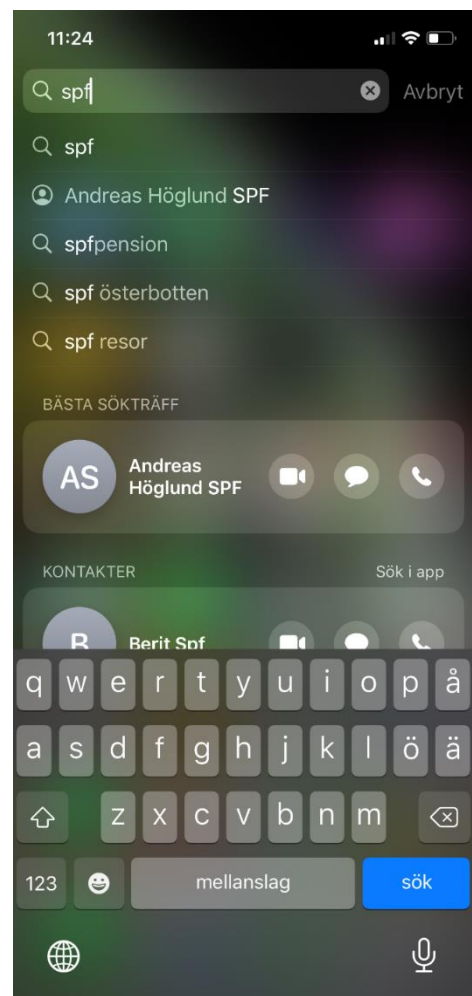 11:24
spf
Avbryt
spf
Andreas Höglund SPF
spfpension
spf österbotten
spf resor
BÄSTA SÖKTRÄFF
AS
Andreas
Höglund SPF
KONTAKTER
Sök i app
B
Berit Spf
q w e r t y u i o p å
a s d f g h j k l ö ä
z x c v b n m
123
mellanslag
sök